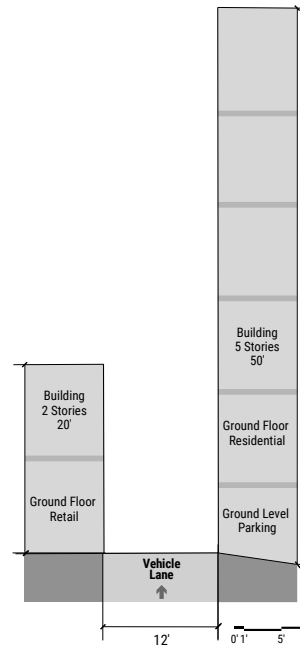 Building
5 Stories
50'
Building
2 Stories
20'
Ground Floor
Residential
Ground Floor
Retail
Ground Level
Parking
Vehicle
Lane
12'
0' 1' 5'